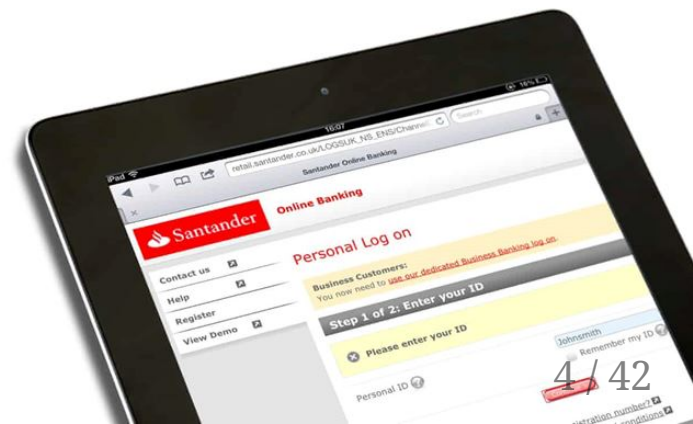 iPad
16:07
16%
retail.santander.co.uk/LOGSUK_NS_ENS/Channel
Search
Santander Online Banking
Santander
Online Banking
Contact us
Help
Register
View Demo
Personal Log on
Business Customers:
You now need to use our dedicated Business Banking log on.
Step 1 of 2: Enter your ID
Please enter your ID
Personal ID
Johnsmith
Remember my ID
4 / 42
conditions